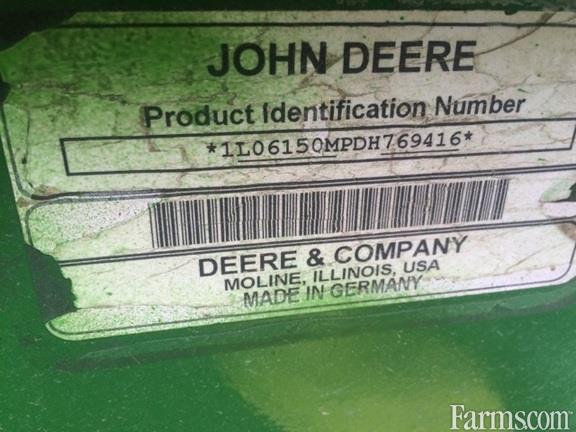 JOHN DEERE
Product Identification Number
*1L06150MPDH769416*
DEERE & COMPANY
MOLINE, ILLINOIS, USA
MADE IN GERMANY
Farms.com